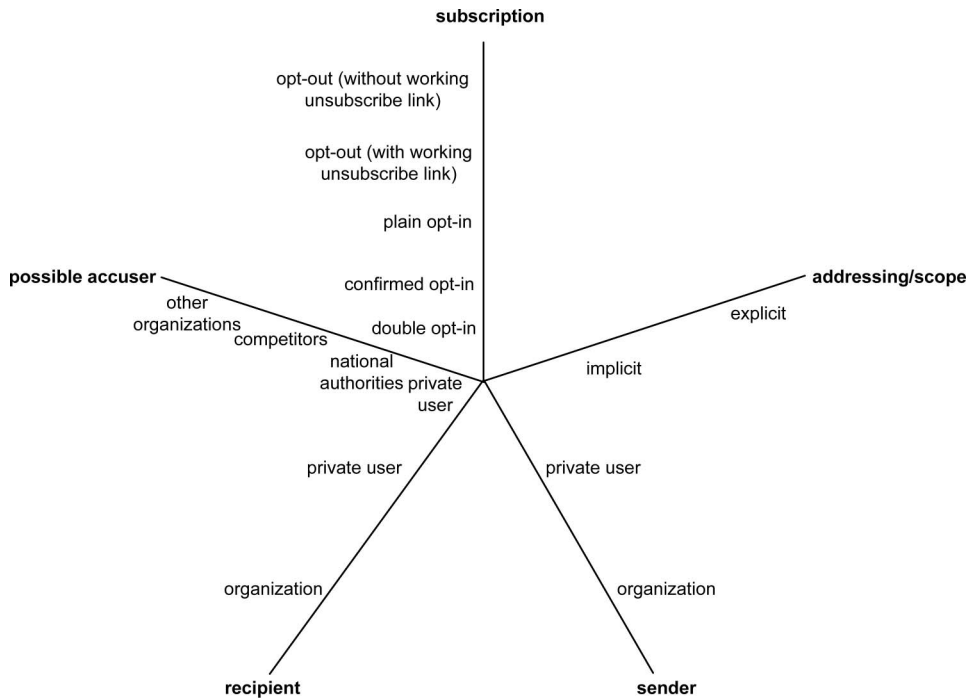 subscription
opt-out (without working
unsubscribe link)
opt-out (with working
unsubscribe link)
plain opt-in
possible accuser
addressing/scope
confirmed opt-in
other
organizations
explicit
competitors
double opt-in
national
authorities
implicit
private
user
private user
private user
organization
organization
recipient
sender